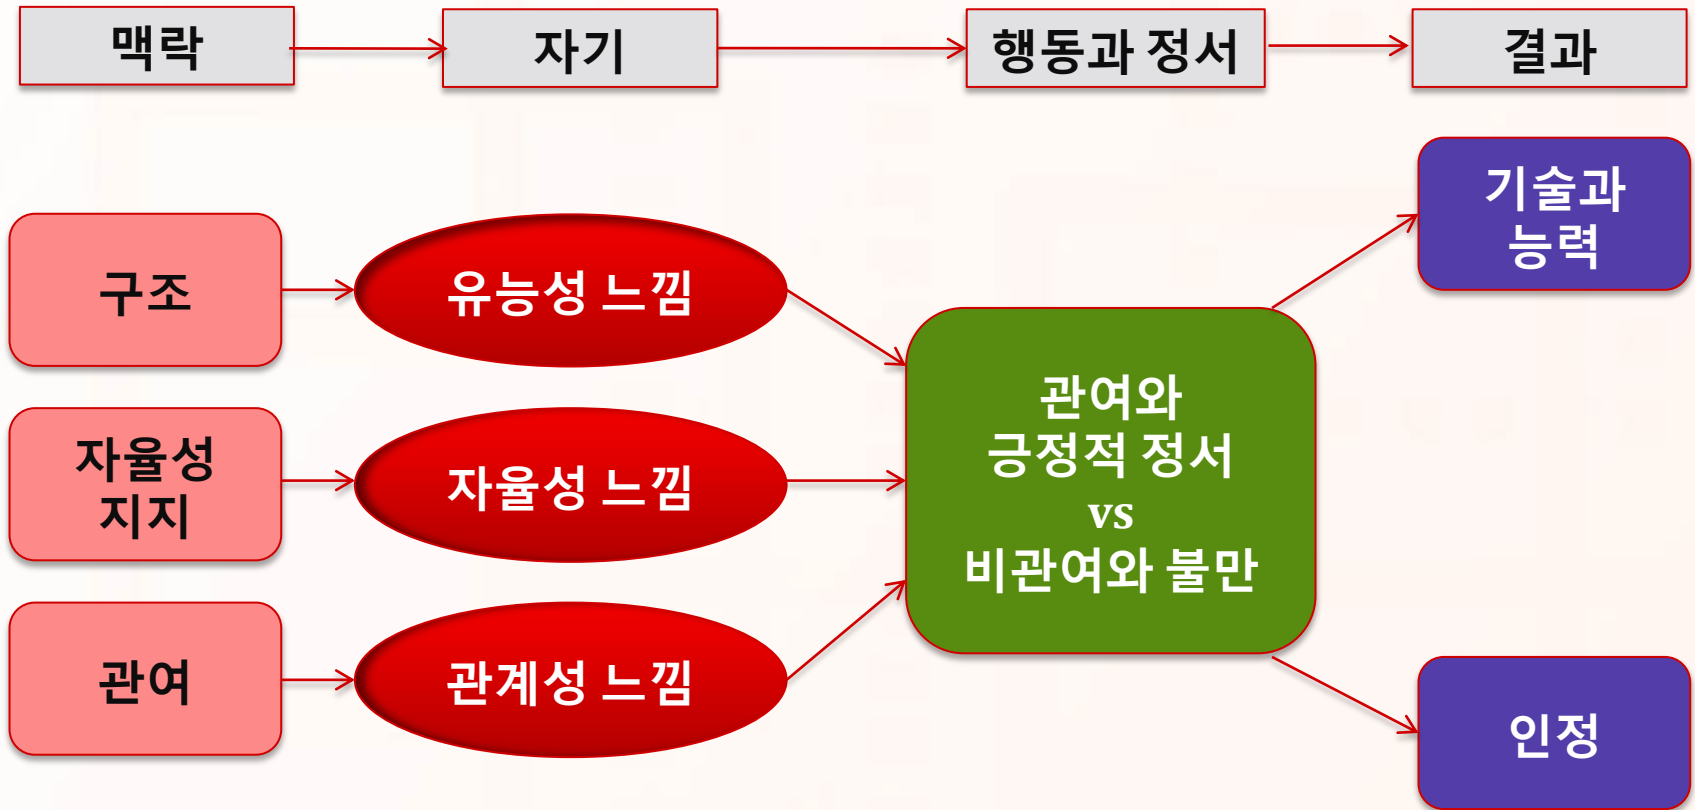 맥락
자기
행동과 정서
결과
기술과
능력
구조
유능성 느낌
관여와
긍정적 정서
vs
비관여와 불만
자율성
지지
자율성 느낌
관여
관계성 느낌
인정